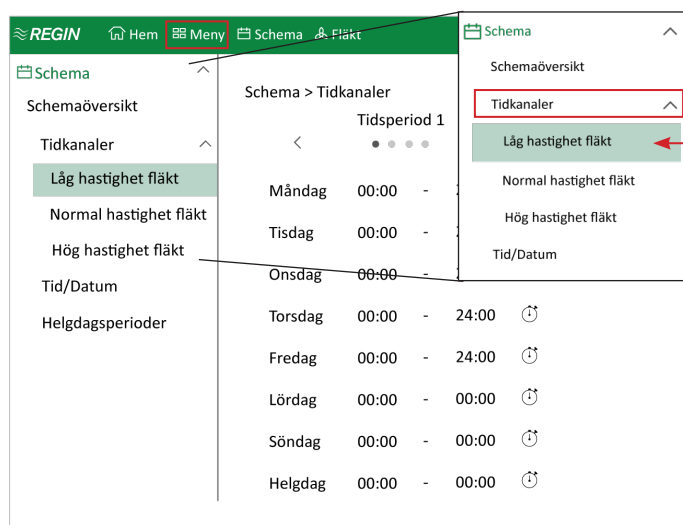 REGIN Hem Meny Schema Fläkt
Schema
Schemaöversikt
Tidkanaler
Låg hastighet fläkt
Normal hastighet fläkt
Hög hastighet fläkt
Tid/Datum
Helgdagsperioder
Schema > Tidkanaler
Tidsperiod 1
Måndag 00:00 -
Tisdag 00:00 -
Onsdag 00:00 -
Torsdag 00:00 - 24:00
Fredag 00:00 - 24:00
Lördag 00:00 - 00:00
Söndag 00:00 - 00:00
Helgdag 00:00 - 00:00
Schema
Schemaöversikt
Tidkanaler
Låg hastighet fläkt
Normal hastighet fläkt
Hög hastighet fläkt
Tid/Datum